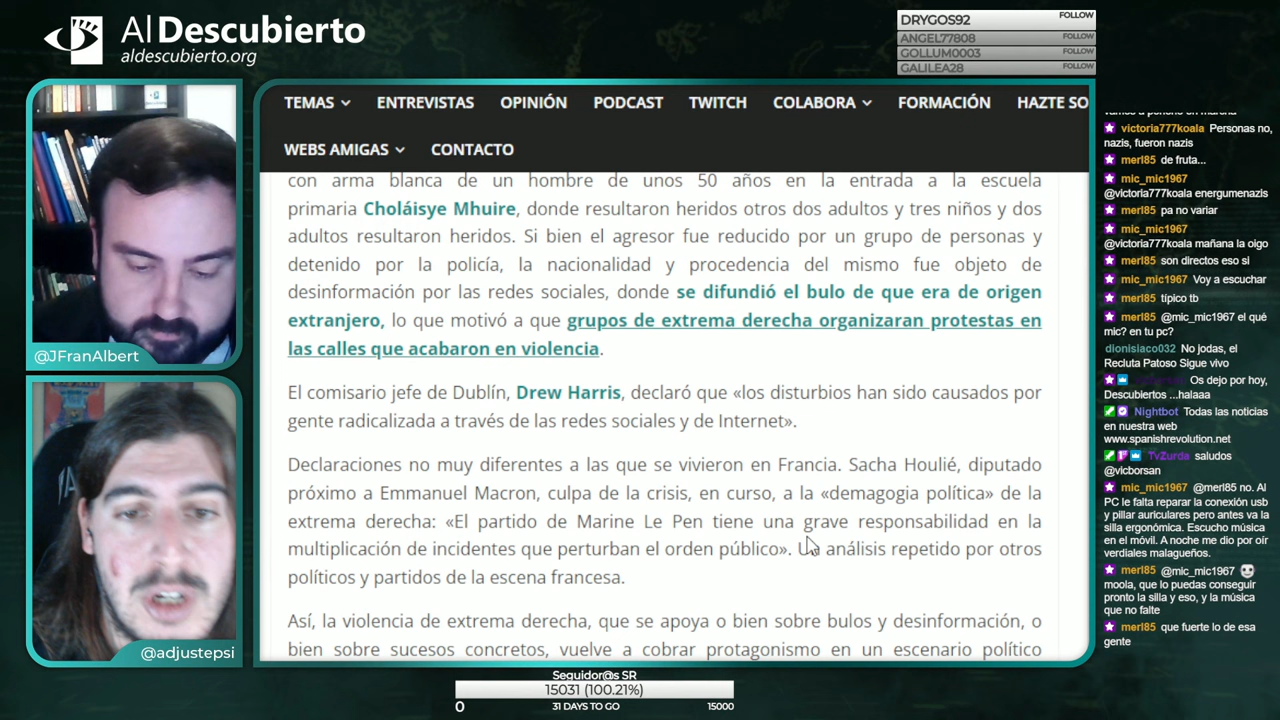 Al Descubierto
aldescubierto.org
DRYGOS92 FOLLOW
ANGEL77808 FOLLOW
GOLLUM0003 FOLLOW
GALILEA28 FOLLOW
TEMAS ENTREVISTAS OPINIÓN PODCAST TWITCH COLABORA FORMACIÓN HAZTE SO
WEBS AMIGAS CONTACTO
con arma blanca de un hombre de unos 50 años en la entrada a la escuela
primaria Choláisye Mhuire, donde resultaron heridos otros dos adultos y tres niños y dos
adultos resultaron heridos. Si bien el agresor fue reducido por un grupo de personas y
detenido por la policía, la nacionalidad y procedencia del mismo fue objeto de
desinformación por las redes sociales, donde se difundió el bulo de que era de origen
extranjero, lo que motivó a que grupos de extrema derecha organizaran protestas en
las calles que acabaron en violencia.
El comisario jefe de Dublín, Drew Harris, declaró que «los disturbios han sido causados por
gente radicalizada a través de las redes sociales y de Internet».
Declaraciones no muy diferentes a las que se vivieron en Francia. Sacha Houlié, diputado
próximo a Emmanuel Macron, culpa de la crisis, en curso, a la «demagogia política» de la
extrema derecha: «El partido de Marine Le Pen tiene una grave responsabilidad en la
multiplicación de incidentes que perturban el orden público». Un análisis repetido por otros
políticos y partidos de la escena francesa.
Así, la violencia de extrema derecha, que se apoya o bien sobre bulos y desinformación, o
bien sobre sucesos concretos, vuelve a cobrar protagonismo en un escenario político
@JFranAlbert
@adjustepsi
victoria777koala Personas no,
nazis, fueron nazis
merl85 de fruta...
mic_mic1967
@victoria777koala energumenazis
merl85 pa no variar
mic_mic1967
@victoria777koala mañana la oigo
merl85 son directos eso si
mic_mic1967 Voy a escuchar
merl85 típico tb
merl85 @mic_mic1967 el qué
mic? en tu pc?
dionisiaco032 No jodas, el
Recluta Patoso Sigue vivo
Os dejo por hoy,
Descubiertos ...halaaa
Nightbot Todas las noticias
en nuestra web
www.spanishrevolution.net
TvZurda saludos
@vicborsan
mic_mic1967 @merl85 no. Al
PC le falta reparar la conexión usb
y pillar auriculares pero antes va la
silla ergonómica. Escucho música
en el móvil. A noche me dio por oír
verdiales malagueños.
merl85 @mic_mic1967
moola, que lo puedas conseguir
pronto la silla y eso, y la música
que no falte
merl85 que fuerte lo de esa
gente
Seguidor@s SR
15031 (100.21%)
0 31 DAYS TO GO 15000